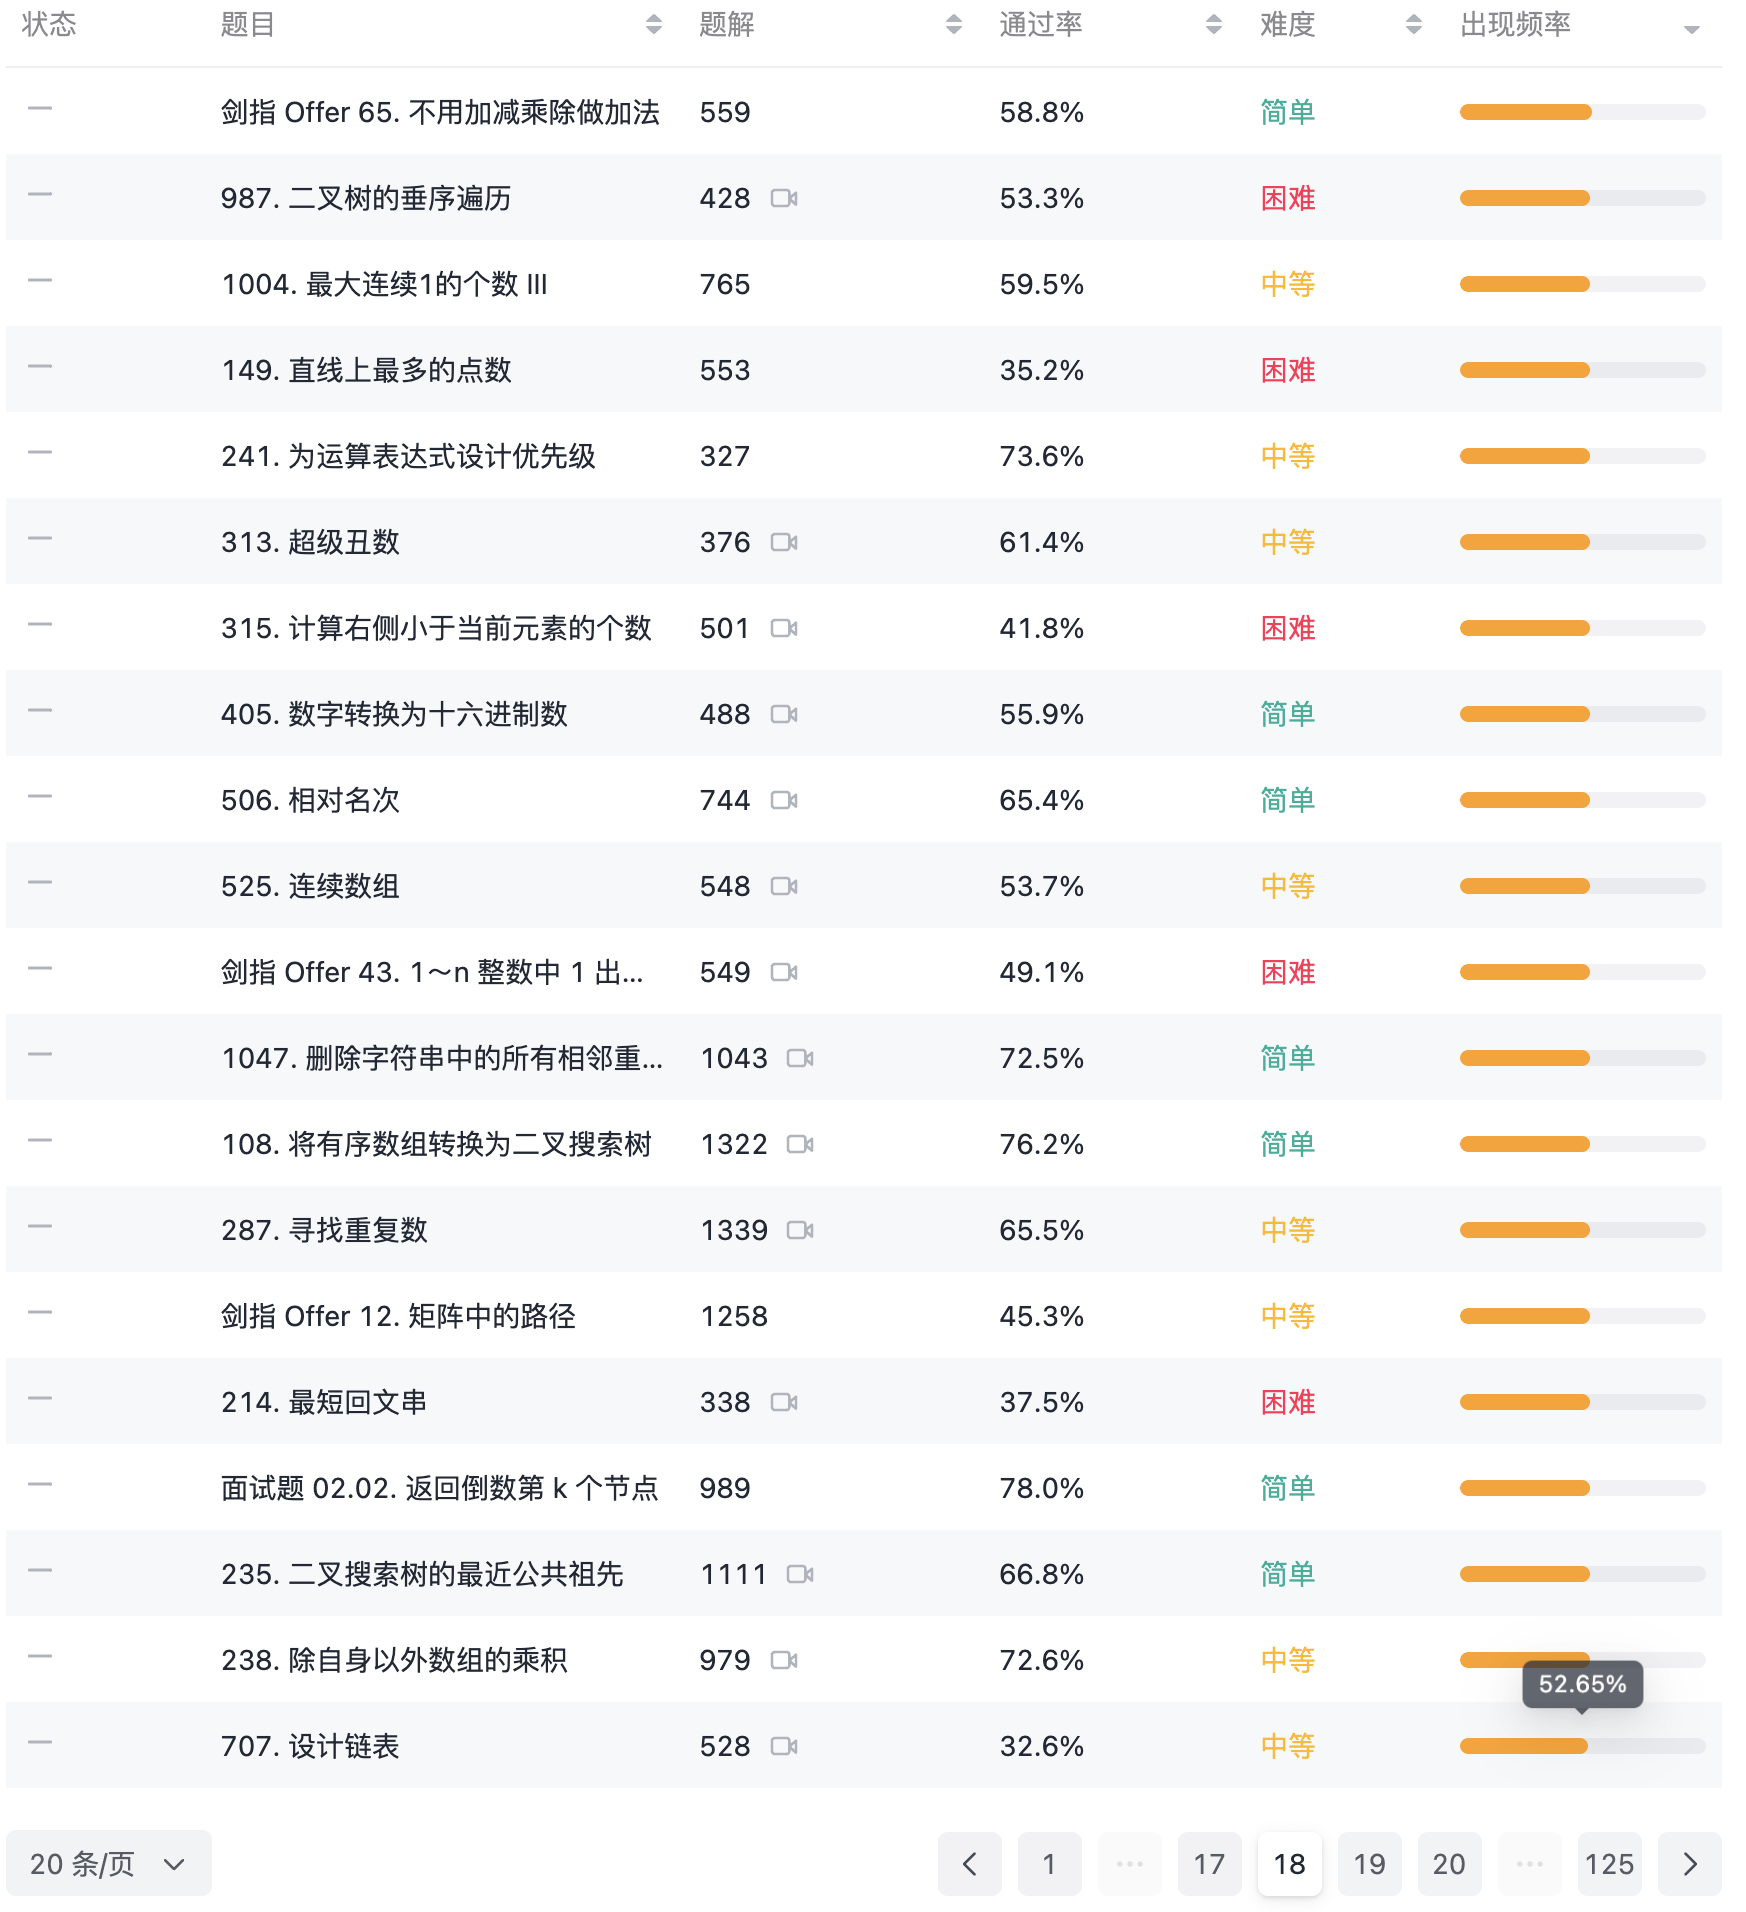 状态 题目 题解 通过率 难度 出现频率
剑指 Offer 65. 不用加减乘除做加法 559 58.8% 简单
987. 二叉树的垂序遍历 428 53.3% 困难
1004. 最大连续1的个数 III 765 59.5% 中等
149. 直线上最多的点数 553 35.2% 困难
241. 为运算表达式设计优先级 327 73.6% 中等
313. 超级丑数 376 61.4% 中等
315. 计算右侧小于当前元素的个数 501 41.8% 困难
405. 数字转换为十六进制数 488 55.9% 简单
506. 相对名次 744 65.4% 简单
525. 连续数组 548 53.7% 中等
剑指 Offer 43. 1～n 整数中 1 出... 549 49.1% 困难
1047. 删除字符串中的所有相邻重... 1043 72.5% 简单
108. 将有序数组转换为二叉搜索树 1322 76.2% 简单
287. 寻找重复数 1339 65.5% 中等
剑指 Offer 12. 矩阵中的路径 1258 45.3% 中等
214. 最短回文串 338 37.5% 困难
面试题 02.02. 返回倒数第 k 个节点 989 78.0% 简单
235. 二叉搜索树的最近公共祖先 1111 66.8% 简单
238. 除自身以外数组的乘积 979 72.6% 中等
52.65%
707. 设计链表 528 32.6% 中等
20 条/页 1 ... 17 18 19 20 ... 125